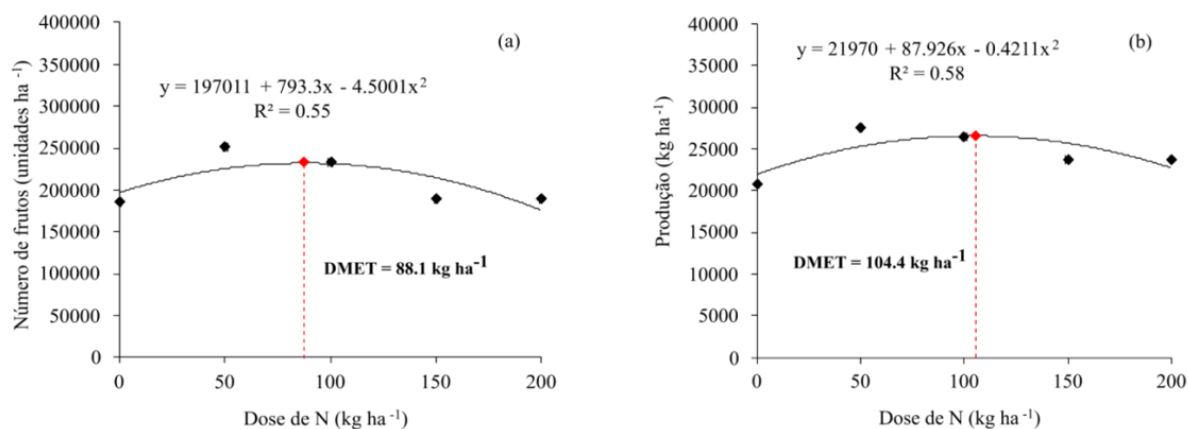 (a)
y = 197011 + 793.3x - 4.5001x²
R² = 0.55
Número de frutos (unidades ha ⁻¹)
400000
350000
300000
250000
200000
150000
100000
50000
0
DMET = 88.1 kg ha⁻¹
0 50 100 150 200
Dose de N (kg ha ⁻¹)
(b)
y = 21970 + 87.926x - 0.4211x²
R² = 0.58
Produção (kg ha⁻¹)
40000
35000
30000
25000
20000
15000
10000
5000
0
DMET = 104.4 kg ha⁻¹
0 50 100 150 200
Dose de N (kg ha ⁻¹)